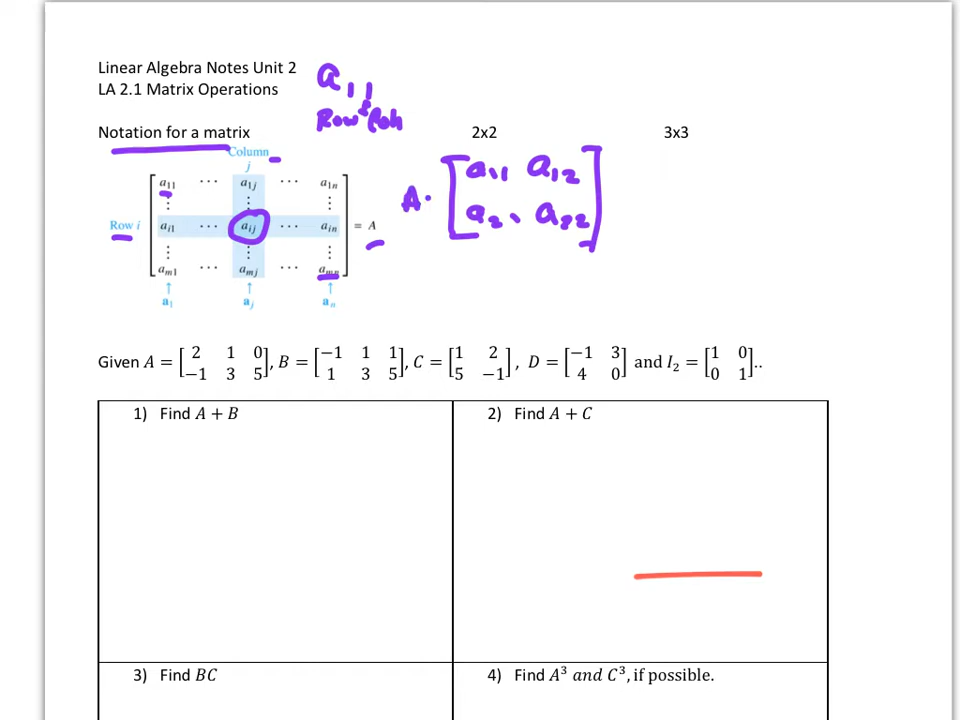 Linear Algebra Notes Unit 2
LA 2.1 Matrix Operations
a11
Row &
Notation for a matrix
2x2
3x3
Column
j
a11 ··· a1j ··· a1n
⋮ ⋮ ⋮
Row i ai1 ··· aij ··· ain = A
⋮ ⋮ ⋮
am1 ··· amj ··· amn
↑ ↑ ↑
a1 aj an
A. [a11 a12
a21 a22]
Given A = [2 1 0; −1 3 5], B = [−1 1 1; 1 3 5], C = [1 2; 5 −1], D = [−1 3; 4 0] and I2 = [1 0; 0 1]..
1) Find A + B
2) Find A + C
3) Find BC
4) Find A³ and C³, if possible.